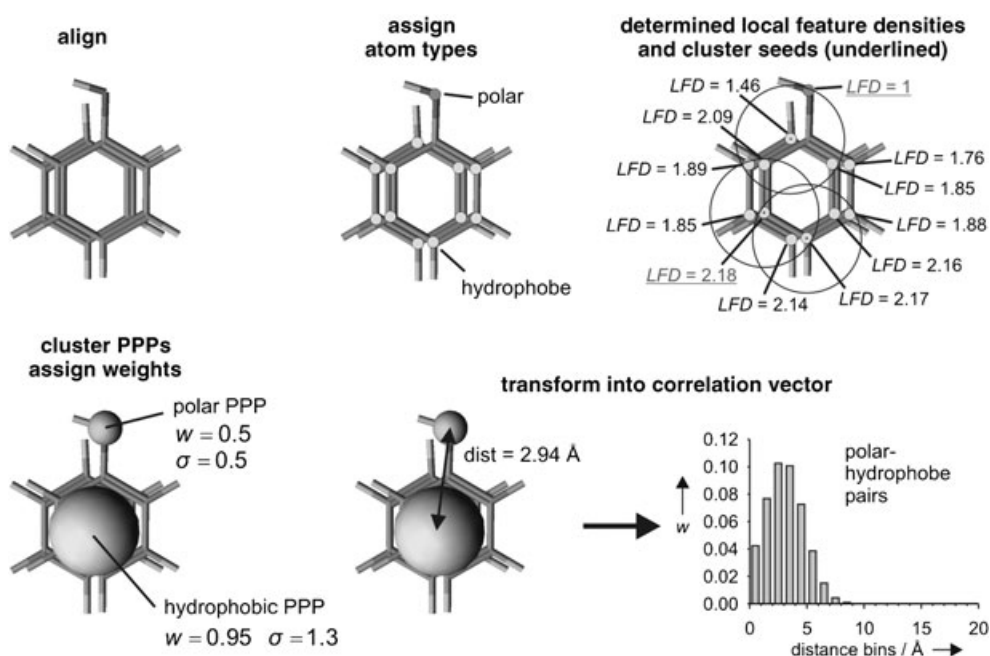 align
assign
atom types
polar
hydrophobe
determined local feature densities
and cluster seeds (underlined)
LFD = 1.46
LFD = 1
LFD = 2.09
LFD = 1.89
LFD = 1.76
LFD = 1.85
LFD = 1.85
LFD = 1.88
LFD = 2.18
LFD = 2.16
LFD = 2.14
LFD = 2.17
cluster PPPs
assign weights
polar PPP
w = 0.5
σ = 0.5
hydrophobic PPP
w = 0.95 σ = 1.3
transform into correlation vector
dist = 2.94 Å
w
0.12
0.10
0.08
0.06
0.04
0.02
0.00
polar-
hydrophobe
pairs
0 10 20
distance bins / Å